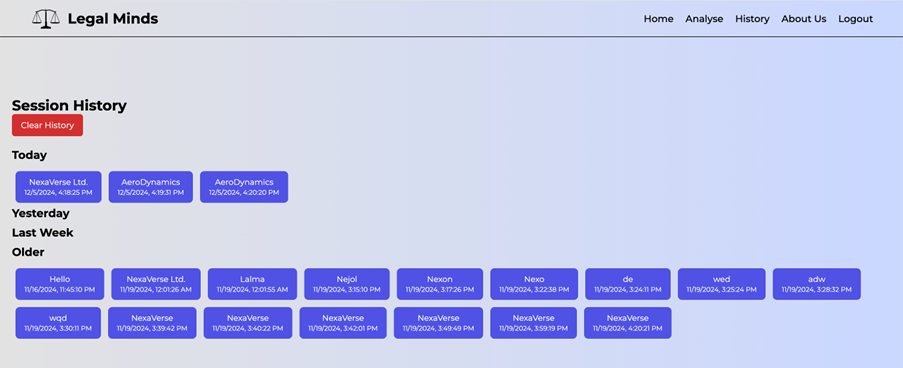 Legal Minds
Home Analyse History About Us Logout
Session History
Clear History
Today
NexaVerse Ltd. AeroDynamics AeroDynamics
12/5/2024, 4:18:25 PM 12/5/2024, 4:19:31 PM 12/5/2024, 4:20:20 PM
Yesterday
Last Week
Older
Hello NexaVerse Ltd. Lalma Nejol Nexon Nexo de wed adw
11/16/2024, 11:45:10 PM 11/19/2024, 12:01:26 AM 11/19/2024, 12:01:55 AM 11/19/2024, 3:15:10 PM 11/19/2024, 3:17:26 PM 11/19/2024, 3:22:38 PM 11/19/2024, 3:24:11 PM 11/19/2024, 3:25:24 PM 11/19/2024, 3:28:32 PM
wqd NexaVerse NexaVerse NexaVerse NexaVerse NexaVerse NexaVerse
11/19/2024, 3:30:11 PM 11/19/2024, 3:39:42 PM 11/19/2024, 3:40:22 PM 11/19/2024, 3:42:01 PM 11/19/2024, 3:49:49 PM 11/19/2024, 3:59:19 PM 11/19/2024, 4:20:21 PM